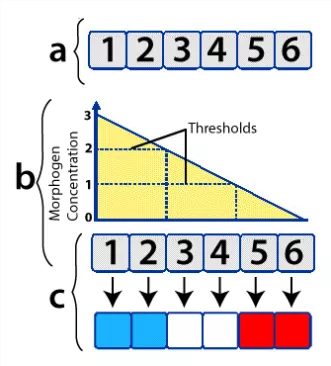 a
1 2 3 4 5 6
b
Morphogen
Concentration
3
2
1
0
Thresholds
c
1 2 3 4 5 6